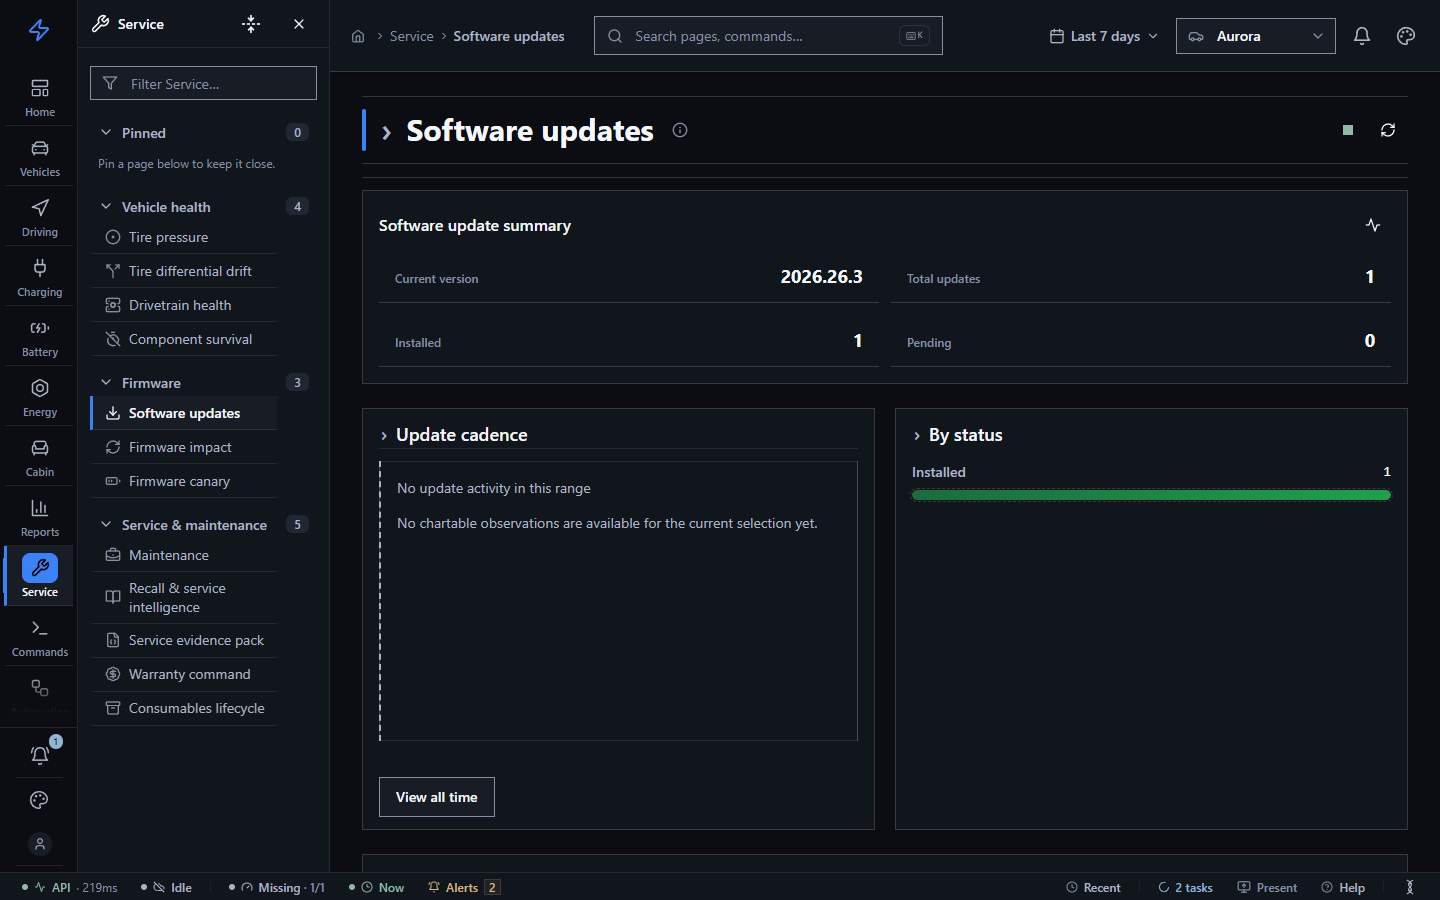 Home
Vehicles
Driving
Charging
Battery
Energy
Cabin
Reports
Service
Commands
1
Service
Filter Service...
Pinned
0
Pin a page below to keep it close.
Vehicle health
4
Tire pressure
Tire differential drift
Drivetrain health
Component survival
Firmware
3
Software updates
Firmware impact
Firmware canary
Service & maintenance
5
Maintenance
Recall & service
intelligence
Service evidence pack
Warranty command
Consumables lifecycle
Service
Software updates
Search pages, commands...
K
Last 7 days
Aurora
Software updates
Software update summary
Current version
2026.26.3
Total updates
1
Installed
1
Pending
0
Update cadence
No update activity in this range
No chartable observations are available for the current selection yet.
View all time
By status
Installed
1
API · 219ms
Idle
Missing · 1/1
Now
Alerts 2
Recent
2 tasks
Present
Help